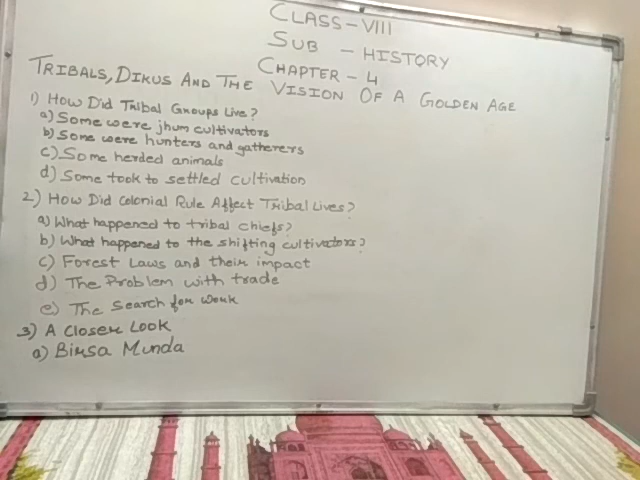 CLASS-VIII
SUB - HISTORY
CHAPTER - 4
TRIBALS, DIKUS AND THE VISION OF A GOLDEN AGE
1) How Did Tribal Groups Live?
a) Some were jhum cultivators
b) Some were hunters and gatherers
c) Some herded animals
d) Some took to settled cultivation
2) How Did Colonial Rule Affect Tribal Lives?
a) What happened to tribal chiefs?
b) What happened to the shifting cultivators?
c) Forest Laws and their impact
d) The Problem with trade
e) The Search for work
3) A Closer Look
a) Birsa Munda